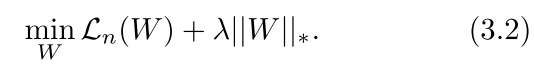 min_W 𝓛_n(W) + λ||W||_*. (3.2)